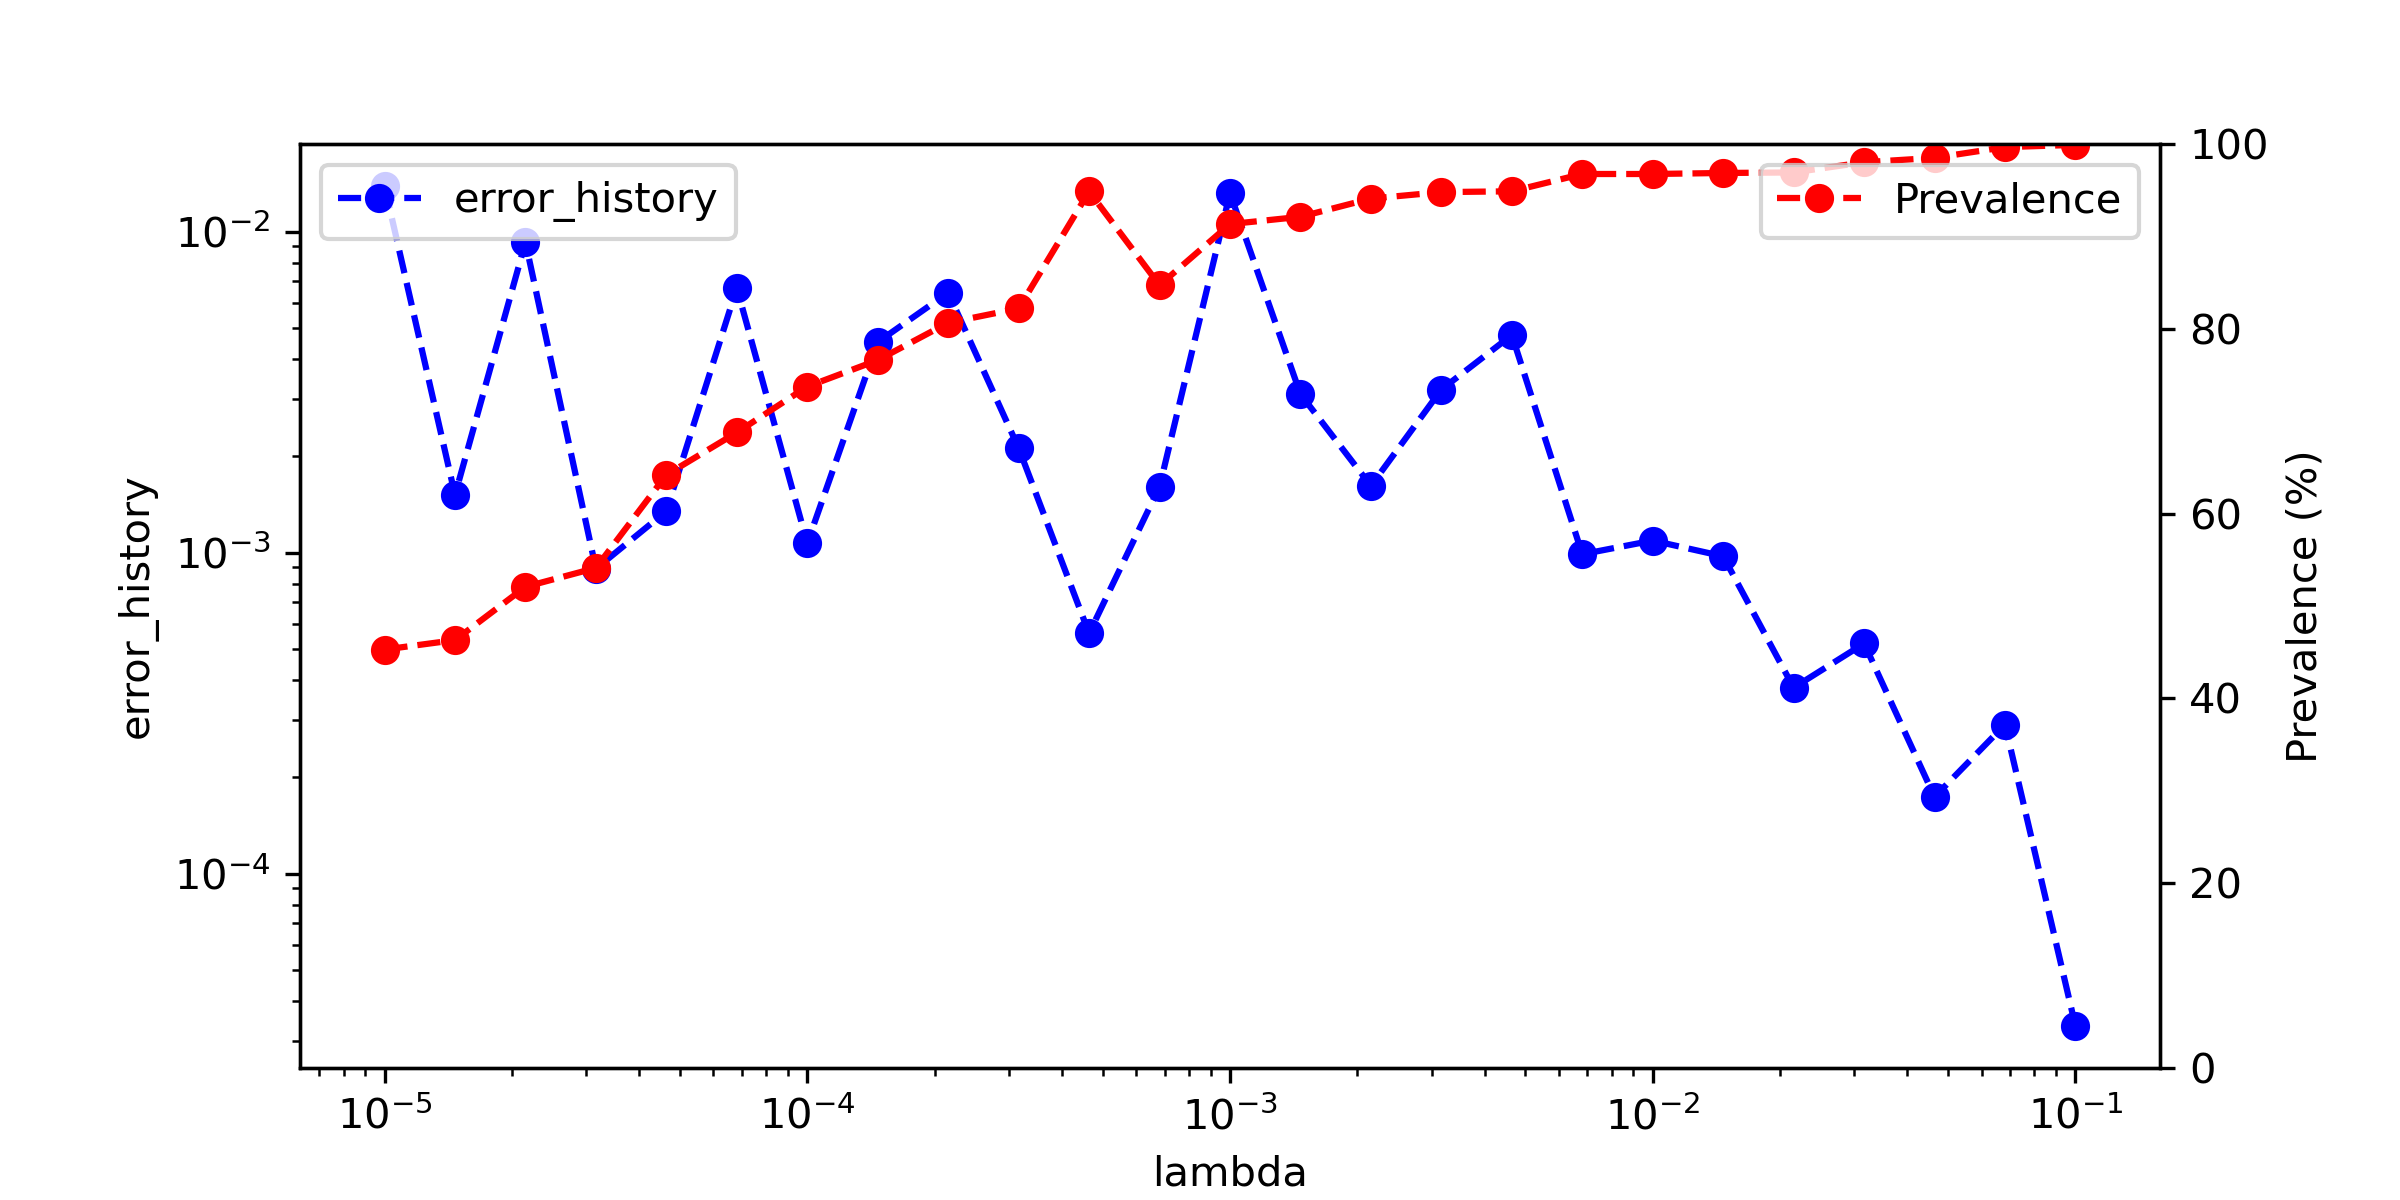 error_history
Prevalence
10⁻²
10⁻³
10⁻⁴
error_history
100
80
60
40
20
0
Prevalence (%)
10⁻⁵
10⁻⁴
10⁻³
10⁻²
10⁻¹
lambda